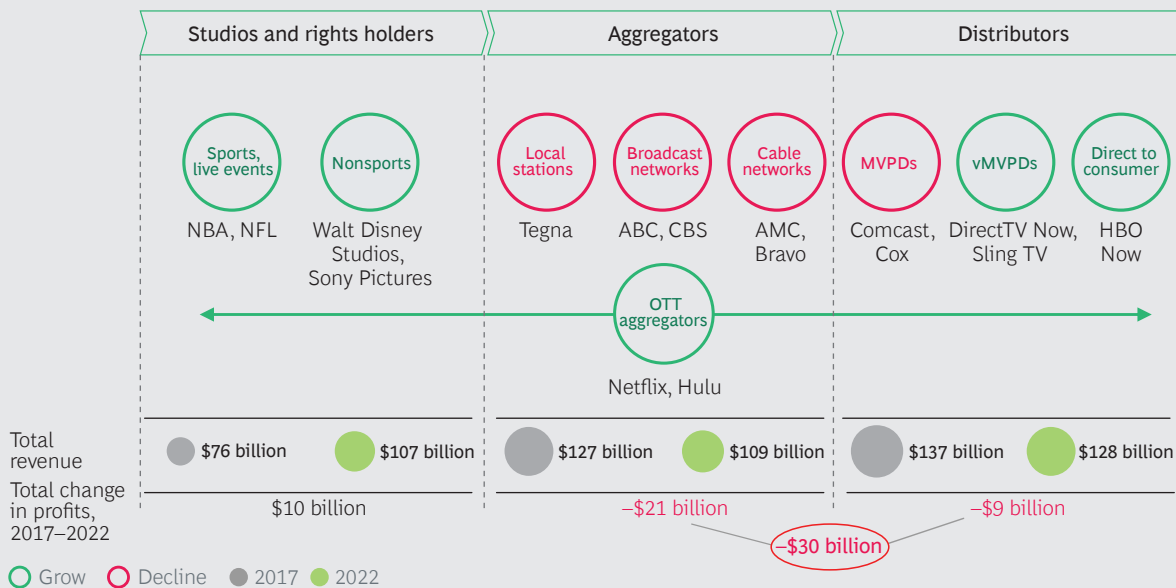 Studios and rights holders
Aggregators
Distributors
Sports,
live events
Nonsports
Local
stations
Broadcast
networks
Cable
networks
MVPDs
vMVPDs
Direct to
consumer
NBA, NFL
Walt Disney
Studios,
Sony Pictures
Tegna
ABC, CBS
AMC,
Bravo
Comcast,
Cox
DirectTV Now,
Sling TV
HBO
Now
OTT
aggregators
Netflix, Hulu
Total
revenue
$76 billion
$107 billion
$127 billion
$109 billion
$137 billion
$128 billion
Total change
in profits,
2017–2022
$10 billion
–$21 billion
–$9 billion
–$30 billion
Grow
Decline
2017
2022